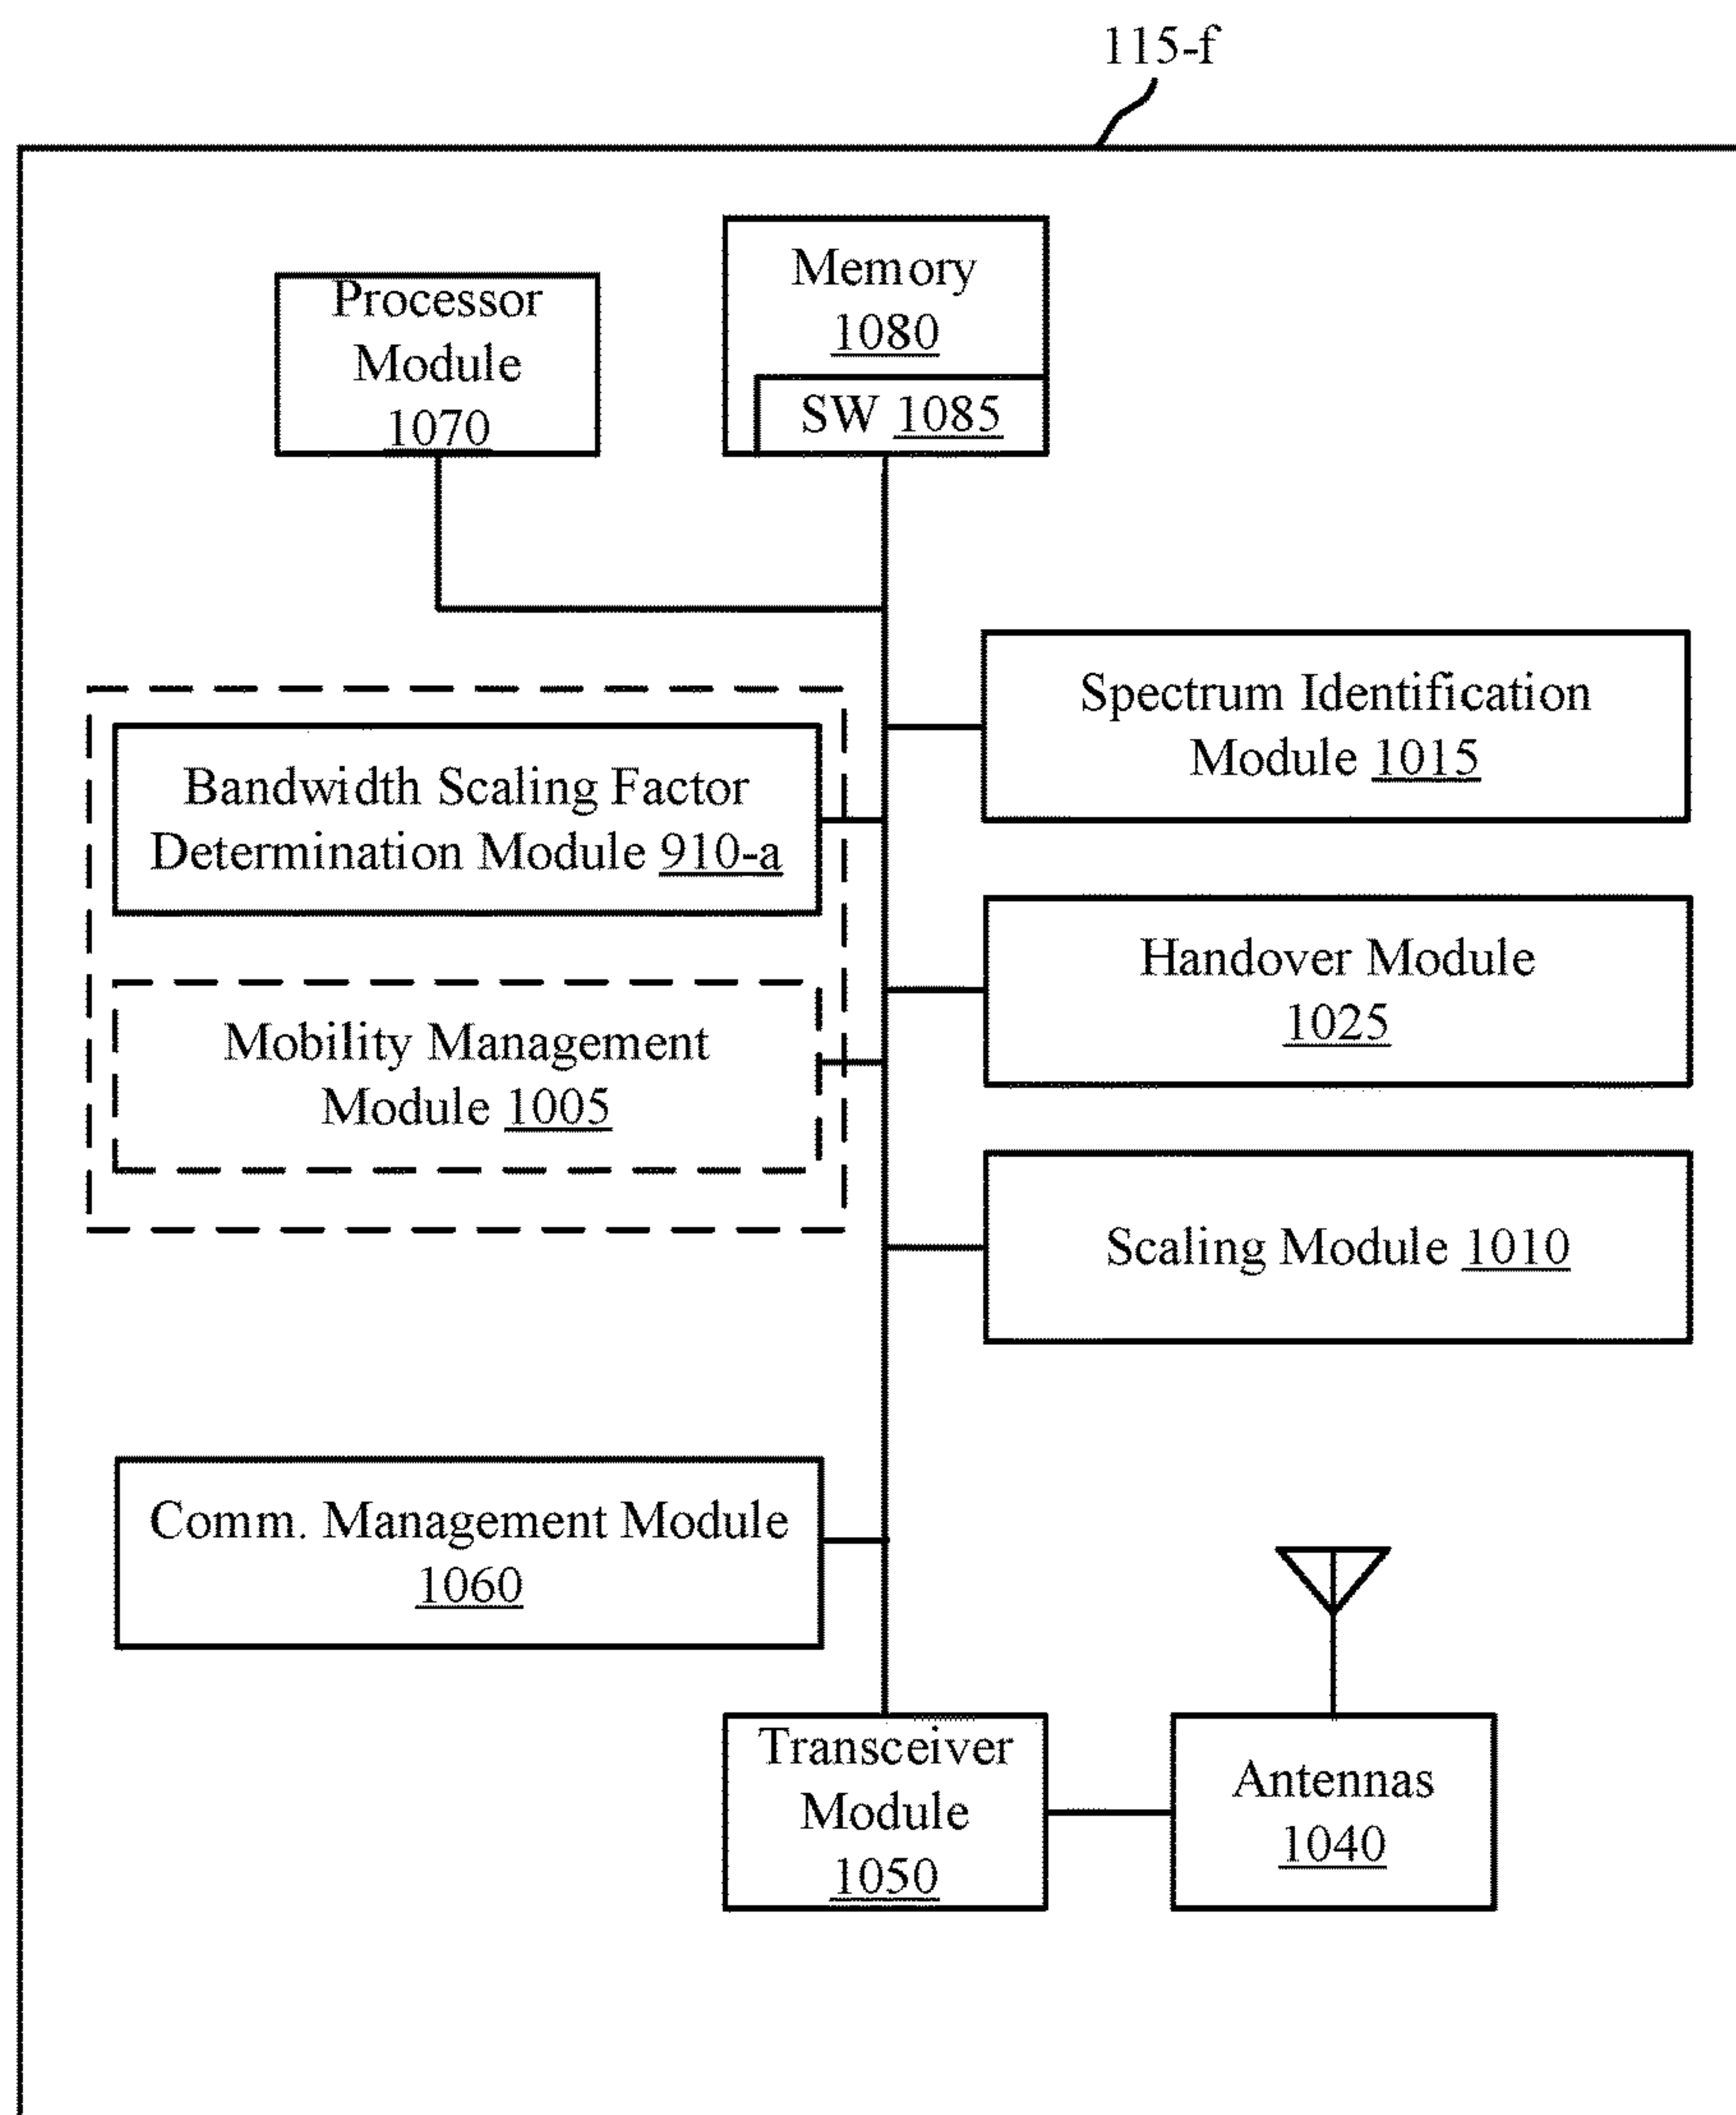 115-f
Processor
Module
1070
Memory
1080
SW 1085
Spectrum Identification
Module 1015
Bandwidth Scaling Factor
Determination Module 910-a
Handover Module
1025
Mobility Management
Module 1005
Scaling Module 1010
Comm. Management Module
1060
Transceiver
Module
1050
Antennas
1040